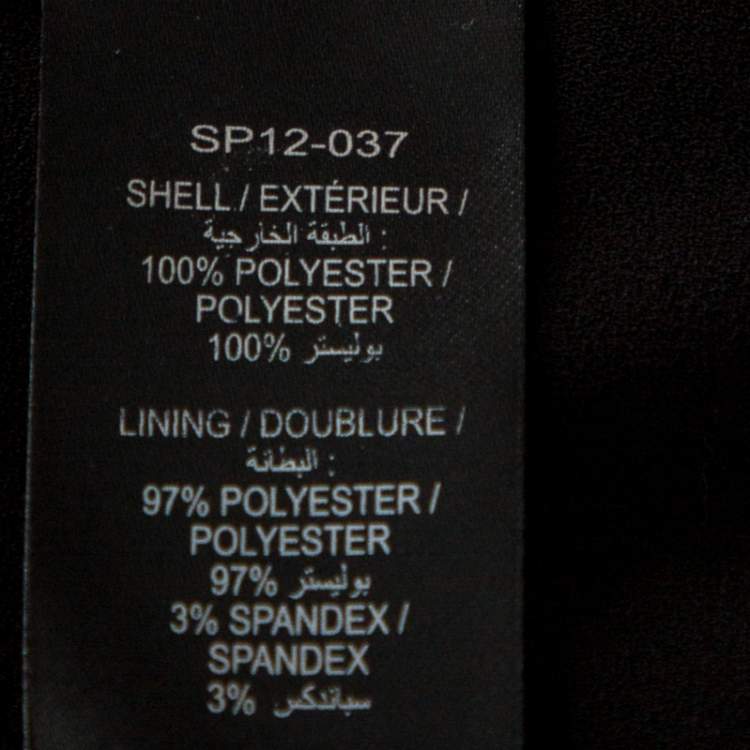 SP12-037
SHELL / EXTÉRIEUR /
الطبقة الخارجية :
100% POLYESTER /
POLYESTER
100% بوليستر
LINING / DOUBLURE /
البطانة :
97% POLYESTER /
POLYESTER
97% بوليستر
3% SPANDEX /
SPANDEX
3% سباندكس